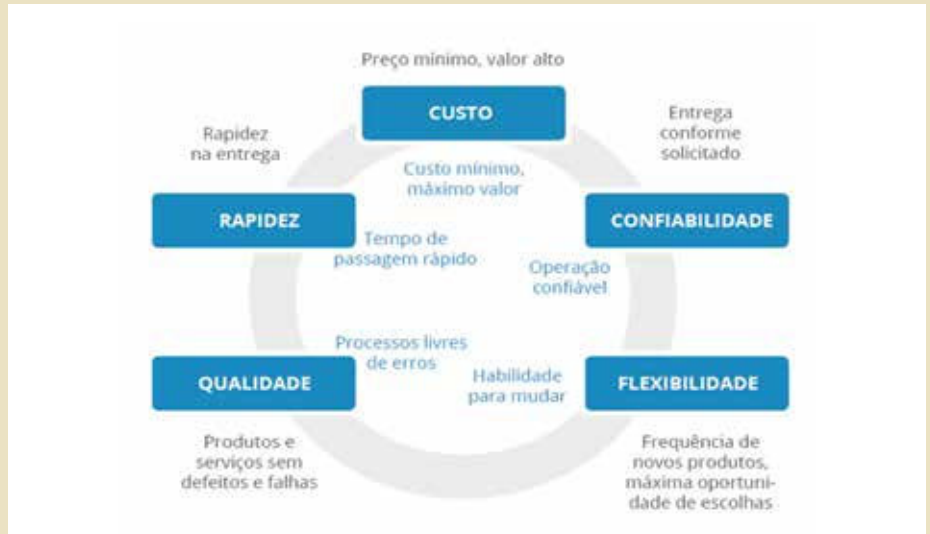 Preço mínimo, valor alto
CUSTO
Custo mínimo,
máximo valor
Entrega
conforme
solicitado
CONFIABILIDADE
Operação
confiável
Rapidez
na entrega
RAPIDEZ
Tempo de
passagem rápido
Processos livres
de erros
QUALIDADE
Produtos e
serviços sem
defeitos e falhas
Habilidade
para mudar
FLEXIBILIDADE
Frequência de
novos produtos,
máxima oportuni-
dade de escolhas